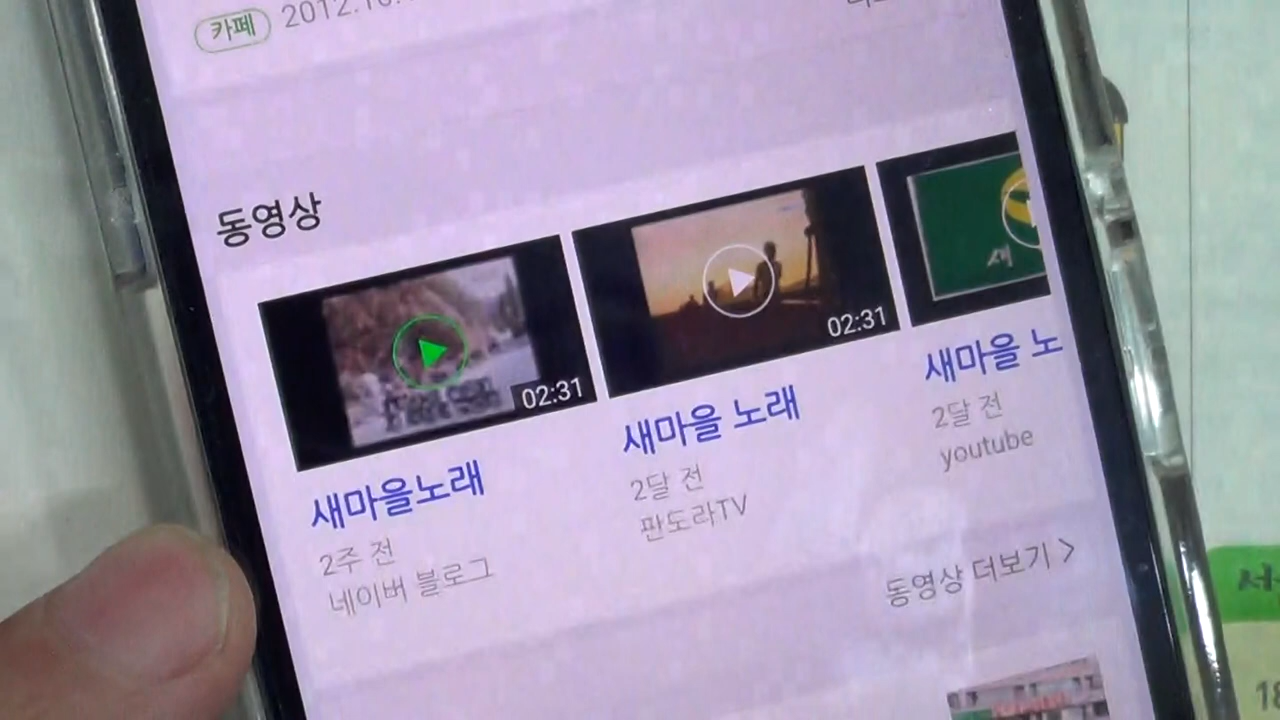 카페
동영상
02:31
02:31
새
새마을노래
2주 전
네이버 블로그
새마을 노래
2달 전
판도라TV
새마을 노
2달 전
youtube
동영상 더보기 >